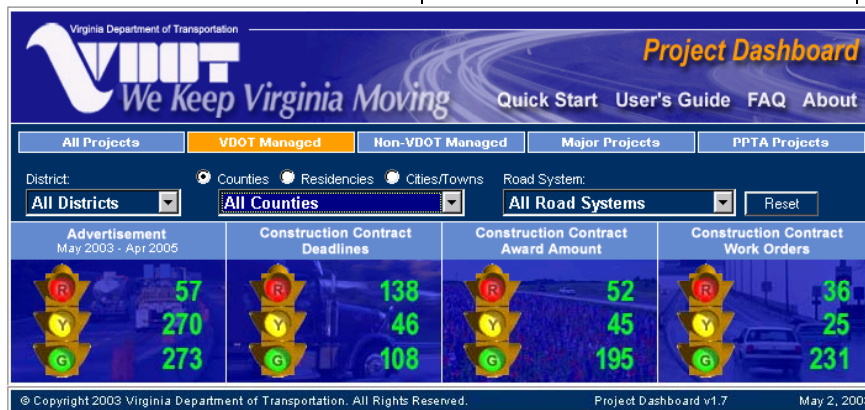 Virginia Department of Transportation
VDOT
We Keep Virginia Moving
Project Dashboard
Quick Start User's Guide FAQ About
All Projects VDOT Managed Non-VDOT Managed Major Projects PPTA Projects
District: Counties Residencies Cities/Towns Road System:
All Districts All Counties All Road Systems Reset
Advertisement Construction Contract Construction Contract Construction Contract
May 2003 - Apr 2005 Deadlines Award Amount Work Orders
R 57 R 138 R 52 R 36
Y 270 Y 46 Y 45 Y 25
G 273 G 108 G 195 G 231
© Copyright 2003 Virginia Department of Transportation. All Rights Reserved. Project Dashboard v1.7 May 2, 200